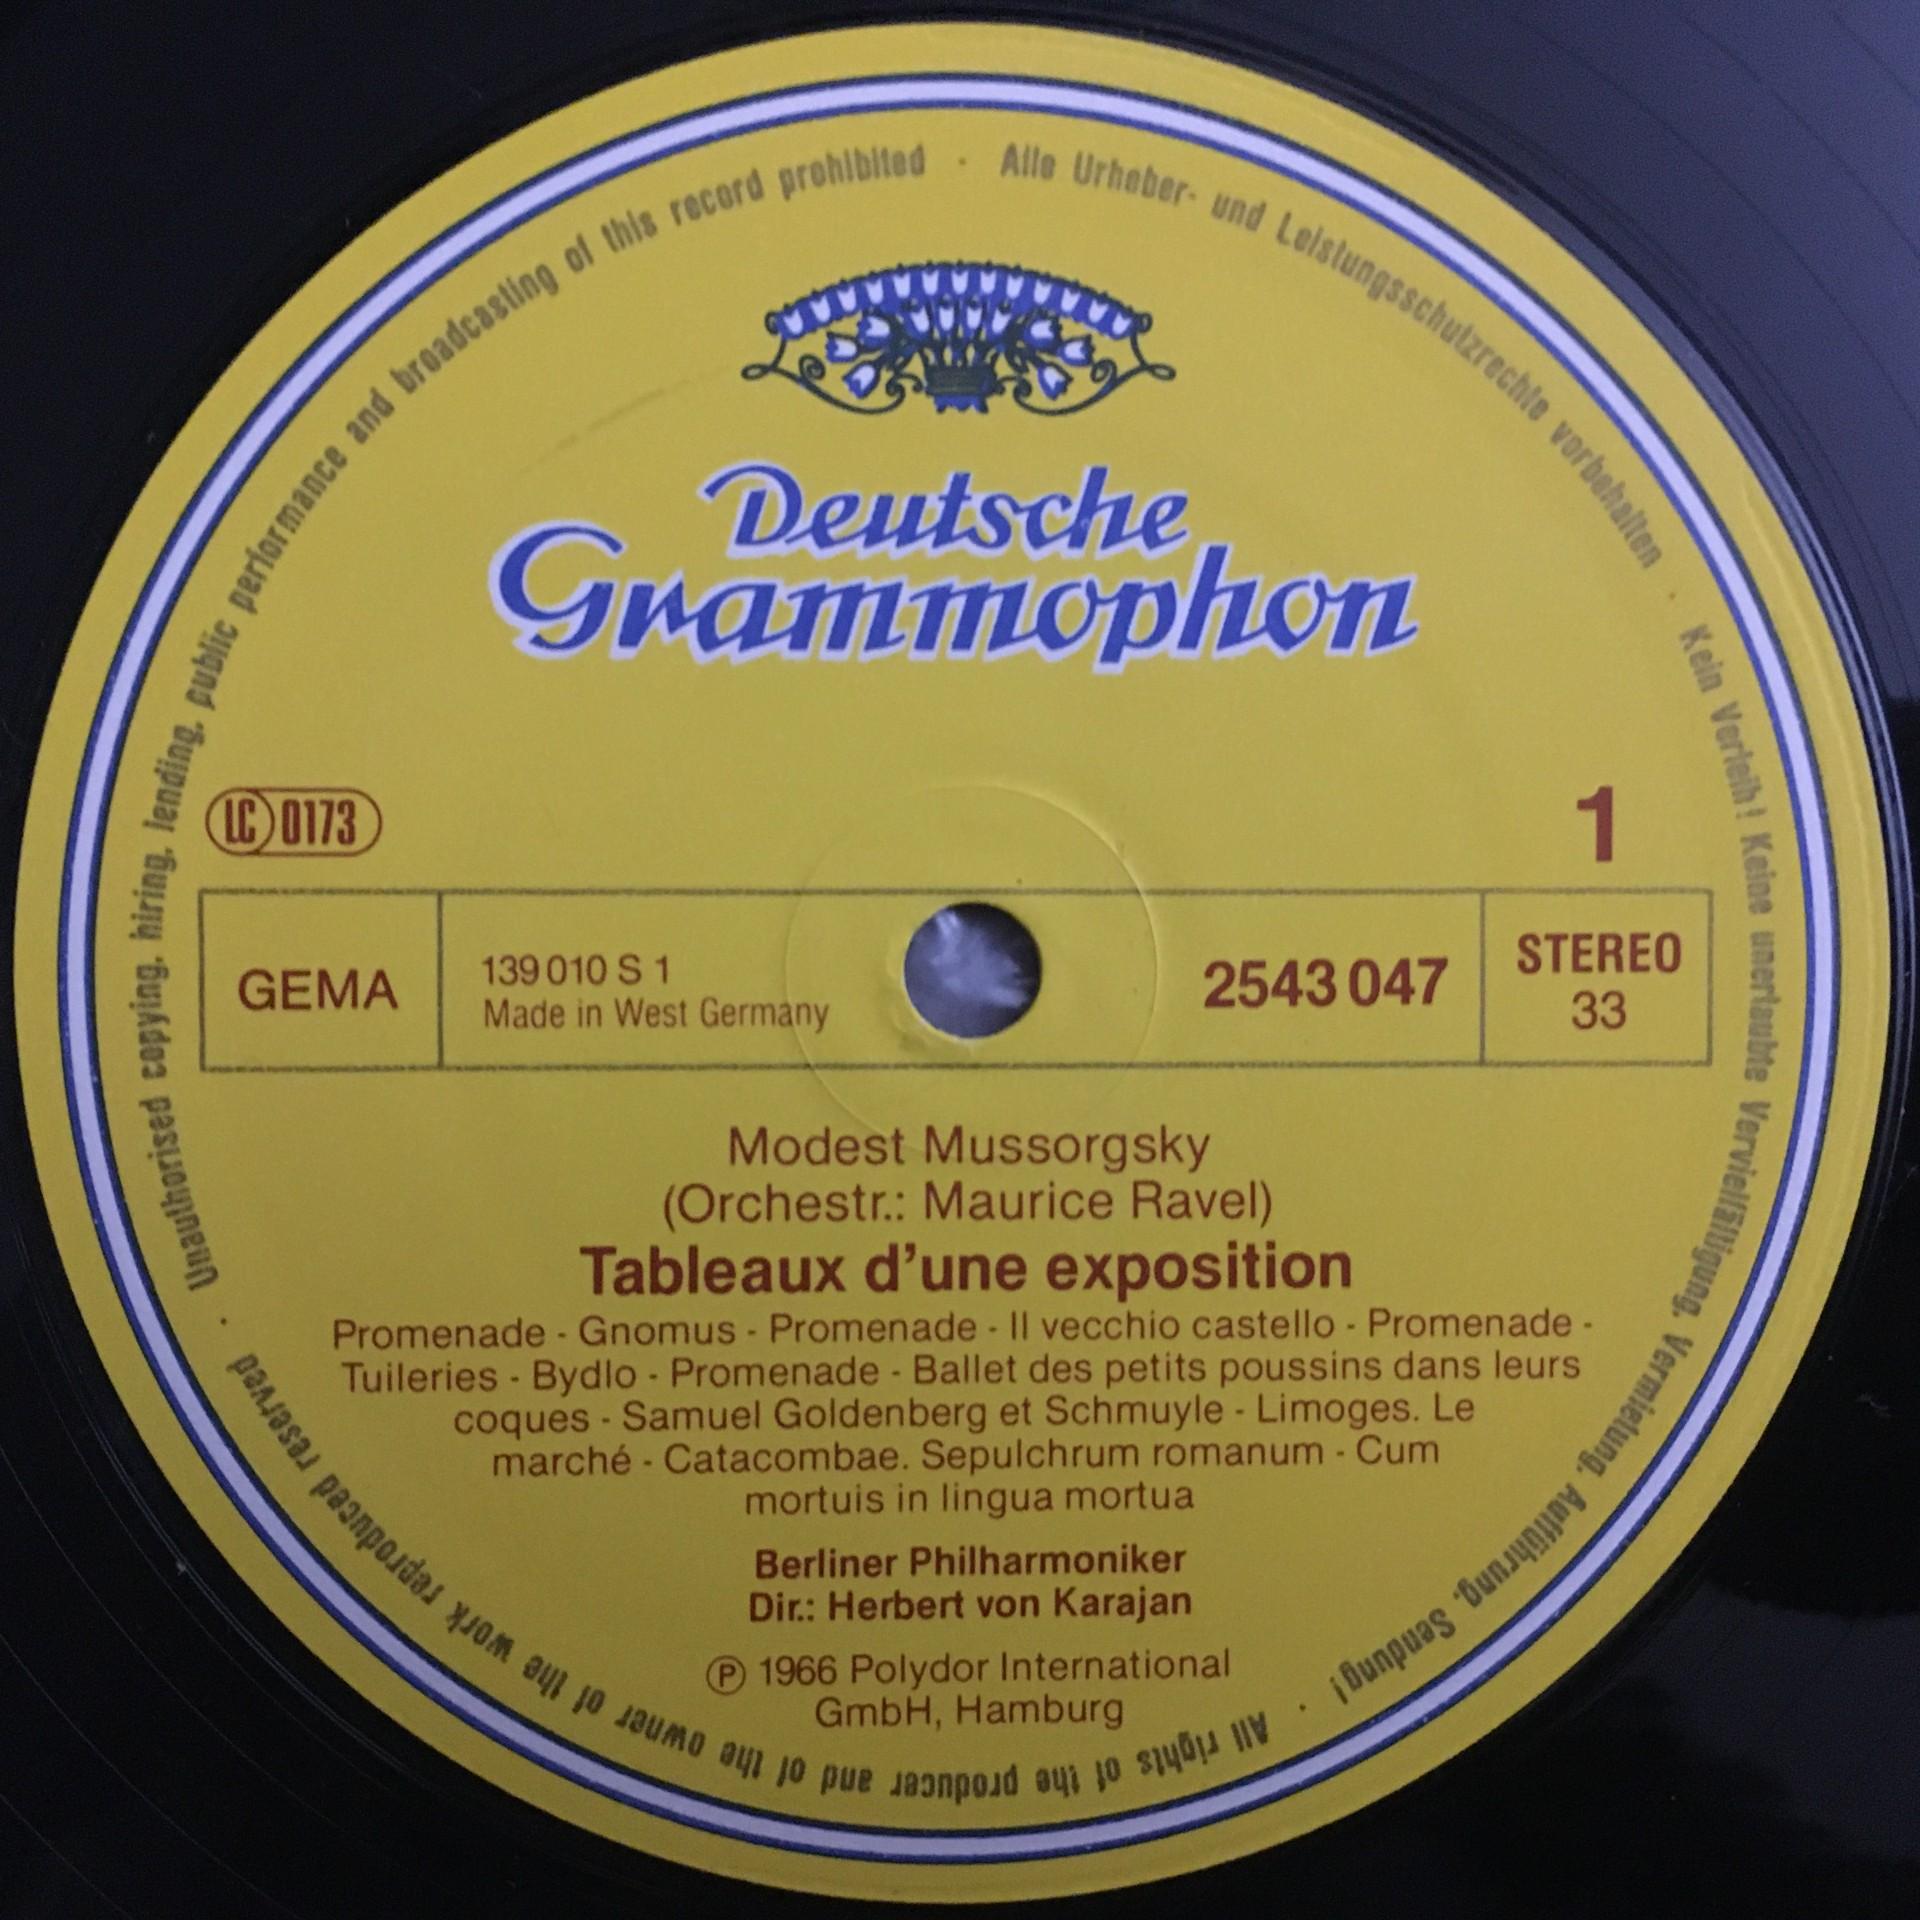 Deutsche
Grammophon
LC 0173
1
GEMA
139 010 S 1
Made in West Germany
2543 047
STEREO
33
Modest Mussorgsky
(Orchestr.: Maurice Ravel)
Tableaux d'une exposition
Promenade - Gnomus - Promenade - Il vecchio castello - Promenade -
Tuileries - Bydlo - Promenade - Ballet des petits poussins dans leurs
coques - Samuel Goldenberg et Schmuyle - Limoges. Le
marché - Catacombae. Sepulchrum romanum - Cum
mortuis in lingua mortua
Berliner Philharmoniker
Dir.: Herbert von Karajan
Ⓟ 1966 Polydor International
GmbH, Hamburg
Alle Urheber- und Leistungsschutzrechte vorbehalten · Kein Verleih! Keine unerlaubte Vervielfältigung, Vermietung, Aufführung, Sendung! · All rights of the producer and of the owner of the work reproduced reserved · Unauthorised copying, hiring, lending, public performance and broadcasting of this record prohibited ·